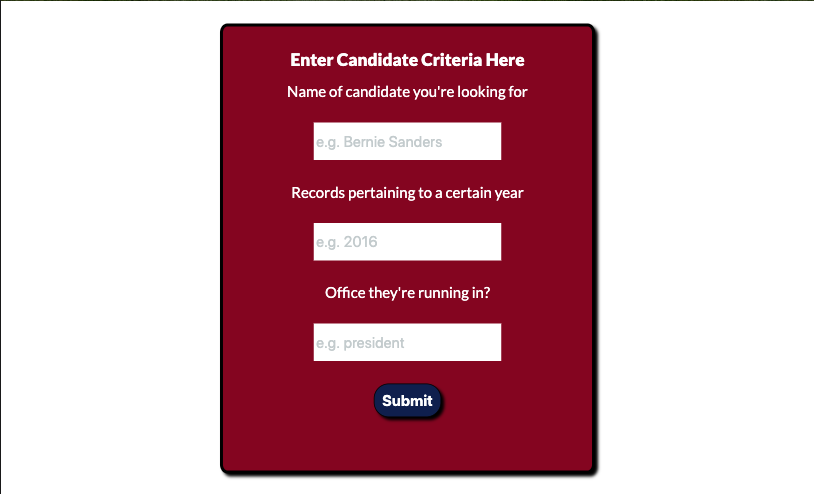 Enter Candidate Criteria Here
Name of candidate you're looking for
e.g. Bernie Sanders
Records pertaining to a certain year
e.g. 2016
Office they're running in?
e.g. president
Submit